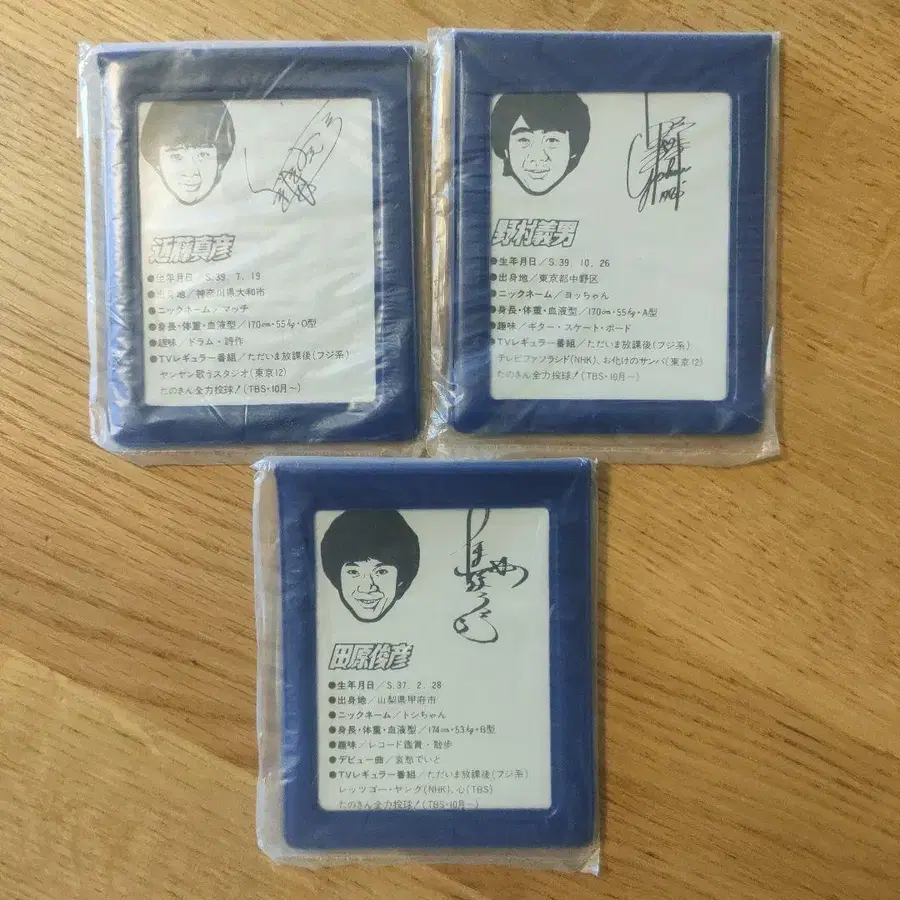 近藤真彦
●生年月日/S.39. 7. 19
●出身地/神奈川県大和市
●ニックネーム/マッチ
●身長・体重・血液型/170cm・55kg・O型
●趣味/ドラム・詩作
●TVレギュラー番組/ただいま放課後(フジ系)
ヤンヤン歌うスタジオ(東京12)
たのきん全力投球!(TBS・10月~)
野村義男
●生年月日/S.39. 10. 26
●出身地/東京都中野区
●ニックネーム/ヨッちゃん
●身長・体重・血液型/170cm・55kg・A型
●趣味/ギター・スケート・ボード
●TVレギュラー番組/ただいま放課後(フジ系)
テレビファソラシド(NHK)、お化けのサンバ(東京12)
たのきん全力投球!(TBS・10月~)
田原俊彦
●生年月日/S.37. 2. 28
●出身地/山梨県甲府市
●ニックネーム/トシちゃん
●身長・体重・血液型/174cm・53kg・B型
●趣味/レコード鑑賞・散歩
●デビュー曲/哀愁でいと
●TVレギュラー番組/ただいま放課後(フジ系)
レッツゴー・ヤング(NHK)、心(TBS)
たのきん全力投球!(TBS・10月~)